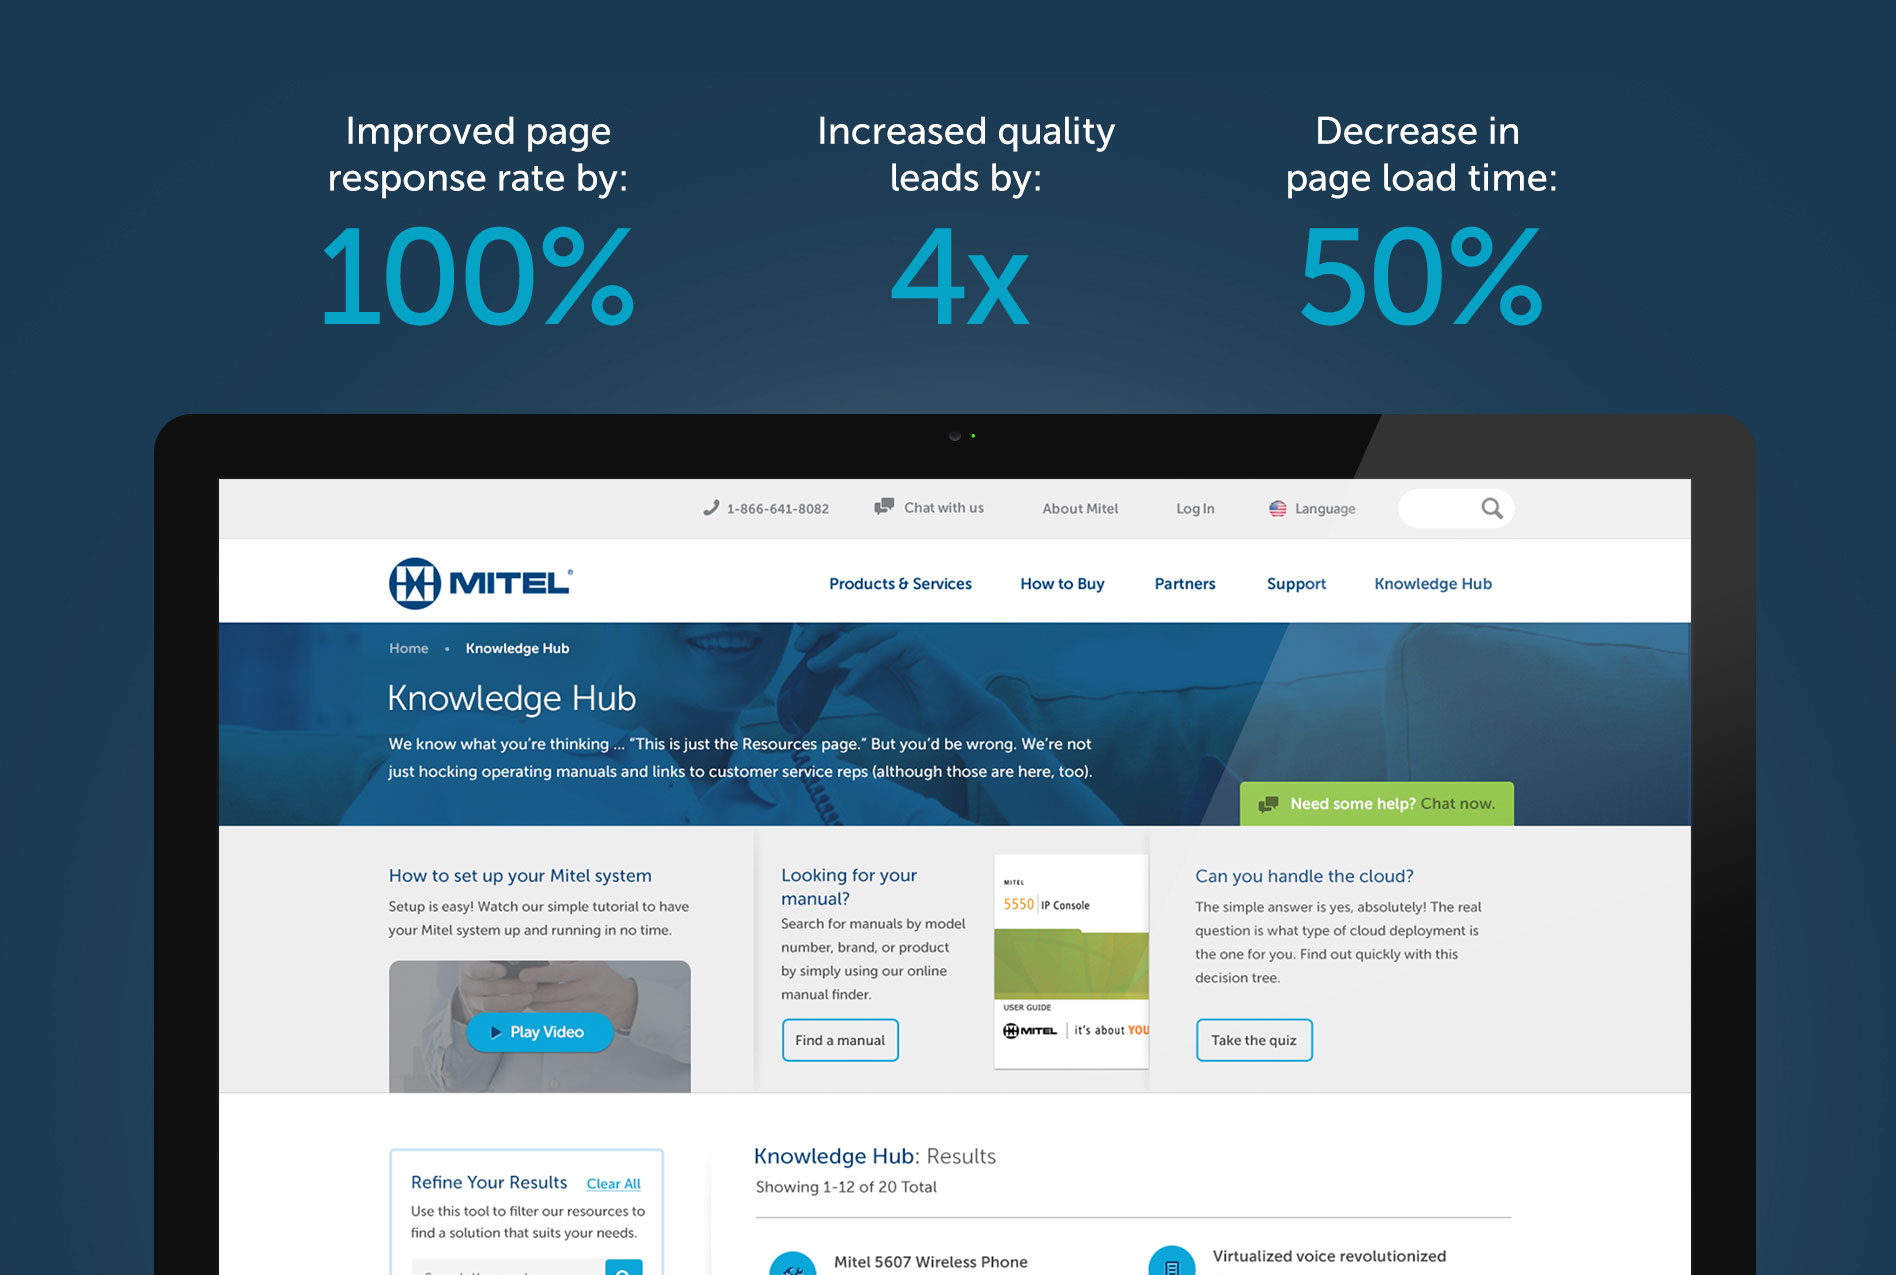 Improved page
response rate by:
100%
Increased quality
leads by:
4x
Decrease in
page load time:
50%
1-866-641-8082
Chat with us
About Mitel
Log In
Language
MITEL®
Products & Services
How to Buy
Partners
Support
Knowledge Hub
Home • Knowledge Hub
Knowledge Hub
We know what you're thinking ... "This is just the Resources page." But you'd be wrong. We're not
just hocking operating manuals and links to customer service reps (although those are here, too).
Need some help? Chat now.
How to set up your Mitel system
Setup is easy! Watch our simple tutorial to have
your Mitel system up and running in no time.
Play Video
Looking for your
manual?
Search for manuals by model
number, brand, or product
by simply using our online
manual finder.
Find a manual
MITEL
5550 | IP Console
USER GUIDE
MITEL | it's about YOU
Can you handle the cloud?
The simple answer is yes, absolutely! The real
question is what type of cloud deployment is
the one for you. Find out quickly with this
decision tree.
Take the quiz
Refine Your Results
Clear All
Use this tool to filter our resources to
find a solution that suits your needs.
Knowledge Hub: Results
Showing 1-12 of 20 Total
Mitel 5607 Wireless Phone
Virtualized voice revolutionized